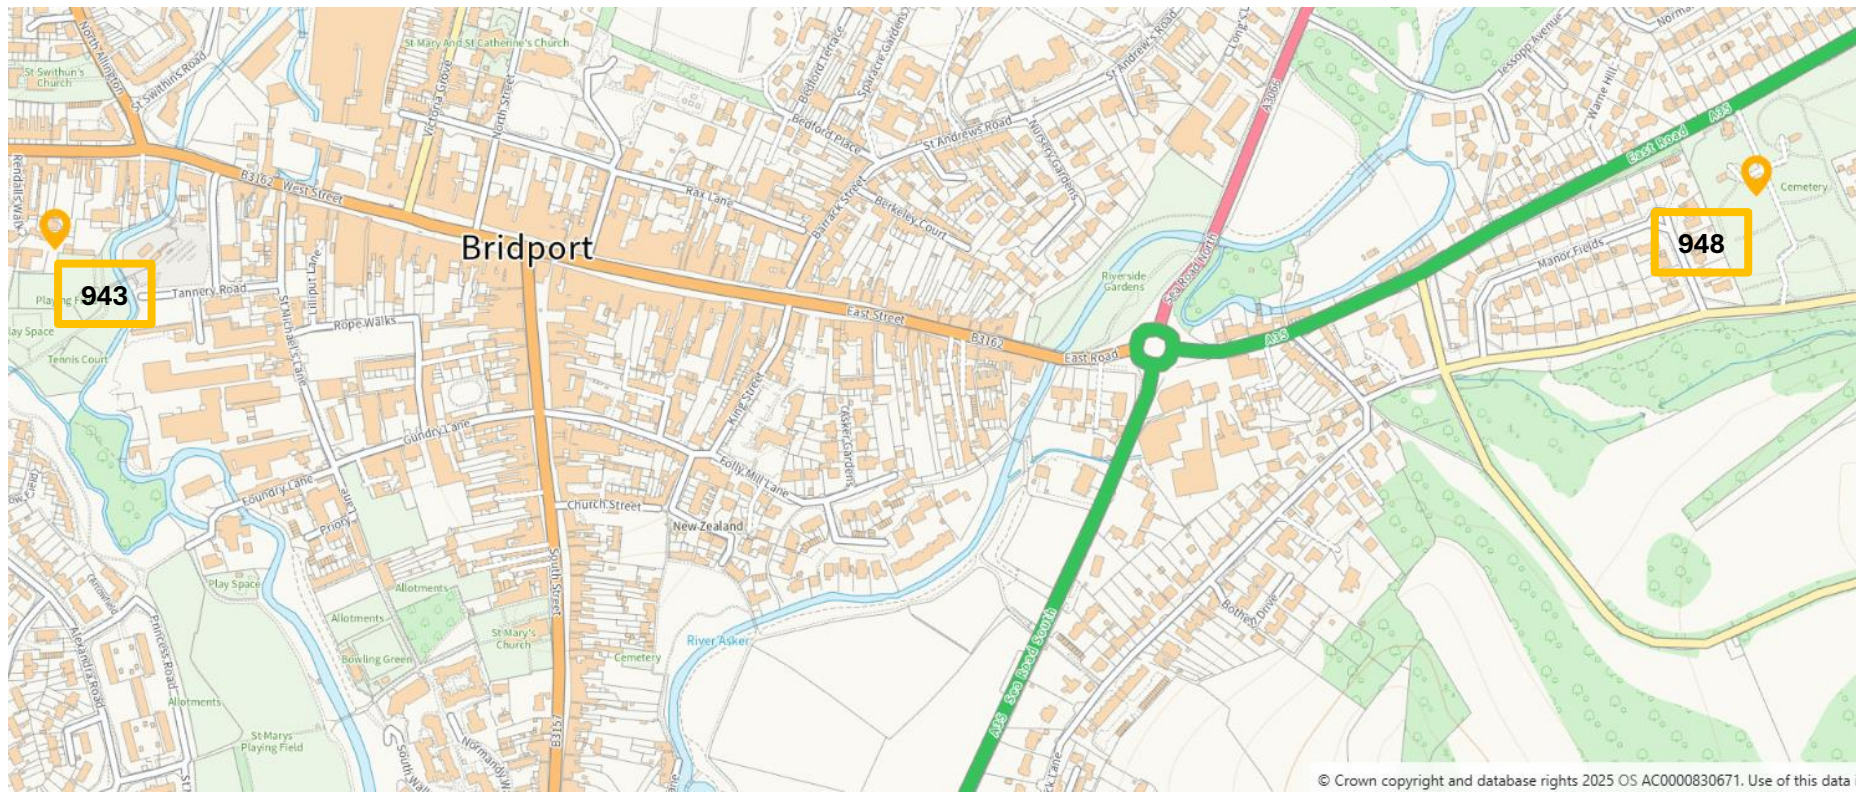 North Allington
St Swithin's Road
St-Swithun's
Church
St-Mary And St Catherine's Church
Victoria Grove
North Street
Bedford Terrace
Sparacre Gardens
Bedford Place
St Andrews Road
St Andrew's Road
Nursery Gardens
A3066
Jessopp Avenue
Warne Hill
East Road
A35
Cemetery
Rendalls Walk
B3162
West Street
Rax Lane
Barrack Street
Berkeley Court
Bridport
Riverside
Gardens
Sea Road North
Manor Fields
948
943
Tannery Road
Lilliput Lane
St Michael's Lane
Rope Walks
East Street
B3162
East Road
A35
Tennis Court
King Street
Asker Gardens
Gundry Lane
Folly Mill Lane
Foundry Lane
Priory Lane
Church Street
New Zealand
South Street
Play Space
Allotments
Allotments
St Mary's
Church
Bowling Green
Cemetery
River Asker
Princess Road
Alexandra Road
Allotments
St Marys
Playing Field
B3157
A35
Sea Road South
© Crown copyright and database rights 2025 OS AC0000830671. Use of this data